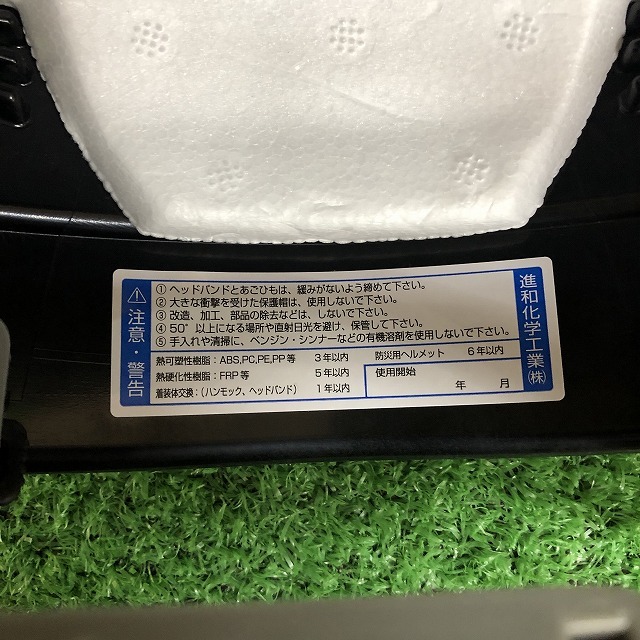 ⚠注意・警告
① ヘッドバンドとあごひもは、緩みがないよう締めて下さい。
② 大きな衝撃を受けた保護帽は、使用しないで下さい。
③ 改造、加工、部品の除去などは、しないで下さい。
④ 50°以上になる場所や直射日光を避け、保管して下さい。
⑤ 手入れや清掃に、ベンジン・シンナーなどの有機溶剤を使用しないで下さい。
熱可塑性樹脂：ABS,PC,PE,PP等 3年以内
熱硬化性樹脂：FRP等 5年以内
着装体交換：(ハンモック、ヘッドバンド) 1年以内
防災用ヘルメット 6年以内
使用開始
年 月
進和化学工業㈱